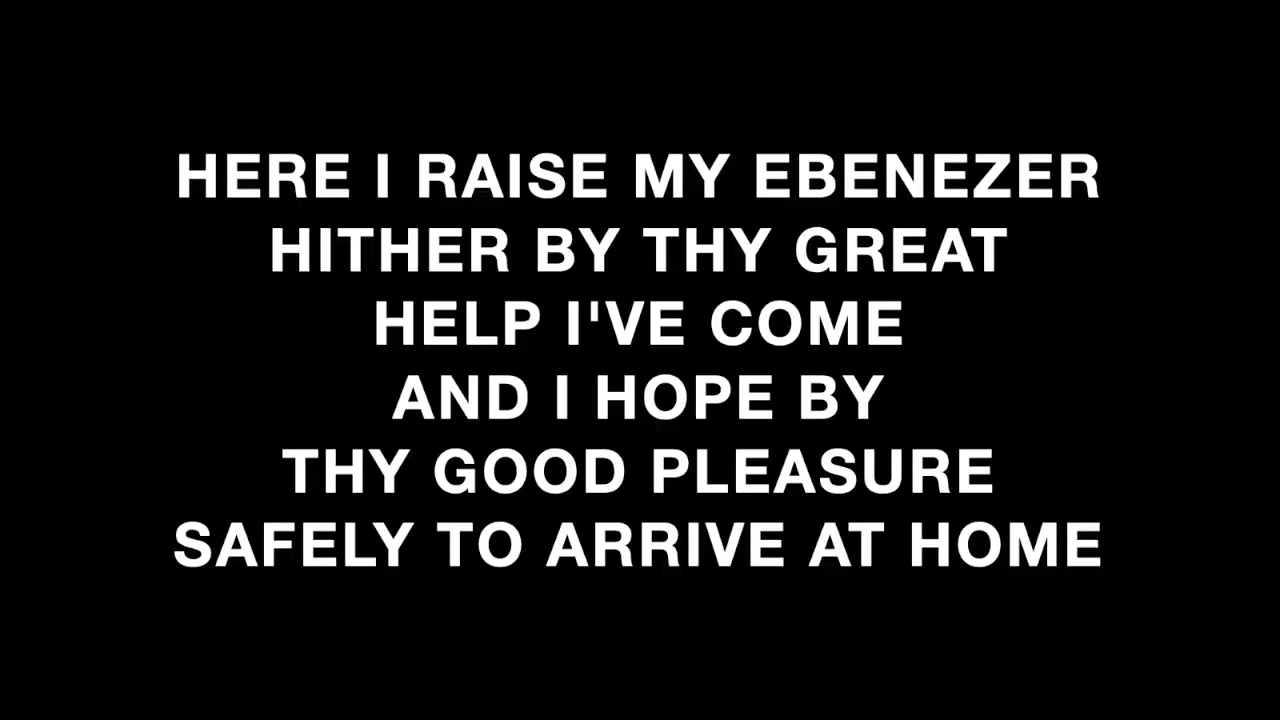 HERE I RAISE MY EBENEZER
HITHER BY THY GREAT
HELP I'VE COME
AND I HOPE BY
THY GOOD PLEASURE
SAFELY TO ARRIVE AT HOME